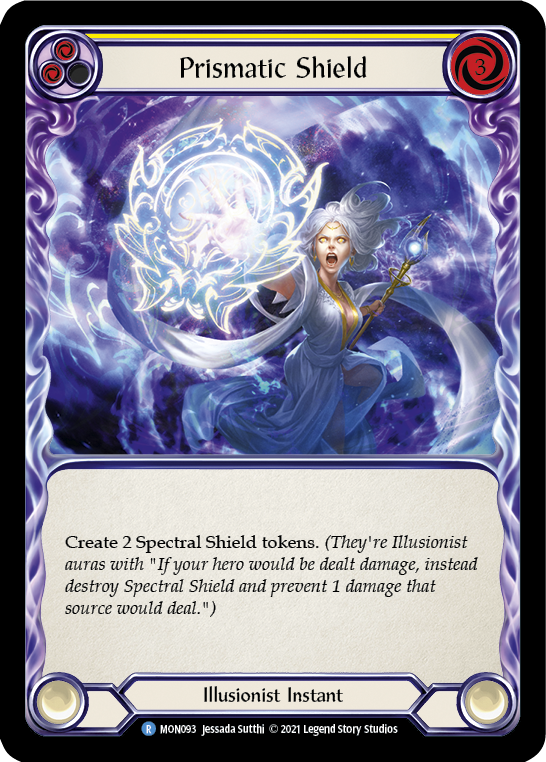 Prismatic Shield
3
Create 2 Spectral Shield tokens. (They're Illusionist
auras with "If your hero would be dealt damage, instead
destroy Spectral Shield and prevent 1 damage that
source would deal.")
Illusionist Instant
R MON093 Jessada Sutthi © 2021 Legend Story Studios